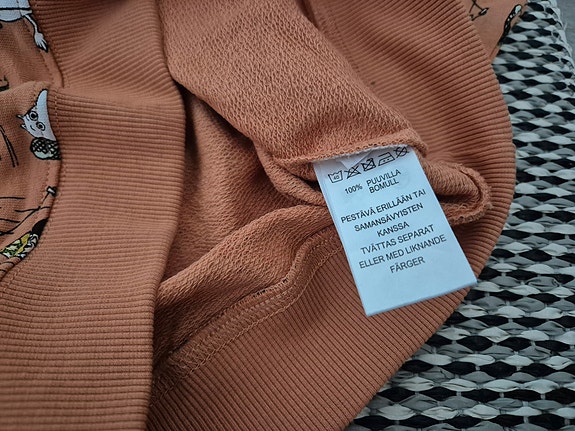 100% PUUVILLA
BOMULL
PESTÄVÄ ERILLÄÄN TAI
SAMANSÄVYISTEN
KANSSA
TVÄTTAS SEPARAT
ELLER MED LIKNANDE
FÄRGER